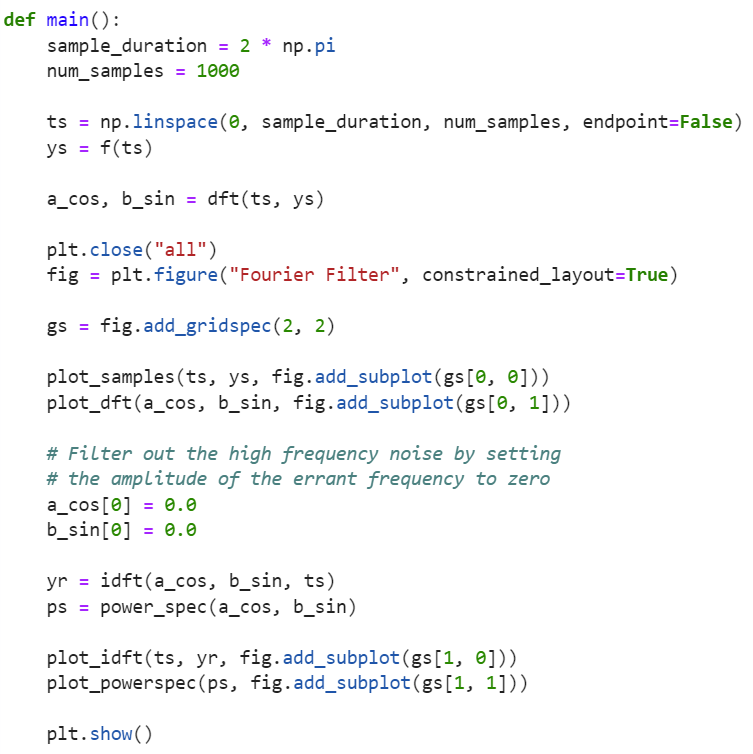 def main():
    sample_duration = 2 * np.pi
    num_samples = 1000

    ts = np.linspace(0, sample_duration, num_samples, endpoint=False)
    ys = f(ts)

    a_cos, b_sin = dft(ts, ys)

    plt.close("all")
    fig = plt.figure("Fourier Filter", constrained_layout=True)

    gs = fig.add_gridspec(2, 2)

    plot_samples(ts, ys, fig.add_subplot(gs[0, 0]))
    plot_dft(a_cos, b_sin, fig.add_subplot(gs[0, 1]))

    # Filter out the high frequency noise by setting
    # the amplitude of the errant frequency to zero
    a_cos[0] = 0.0
    b_sin[0] = 0.0

    yr = idft(a_cos, b_sin, ts)
    ps = power_spec(a_cos, b_sin)

    plot_idft(ts, yr, fig.add_subplot(gs[1, 0]))
    plot_powerspec(ps, fig.add_subplot(gs[1, 1]))

    plt.show()